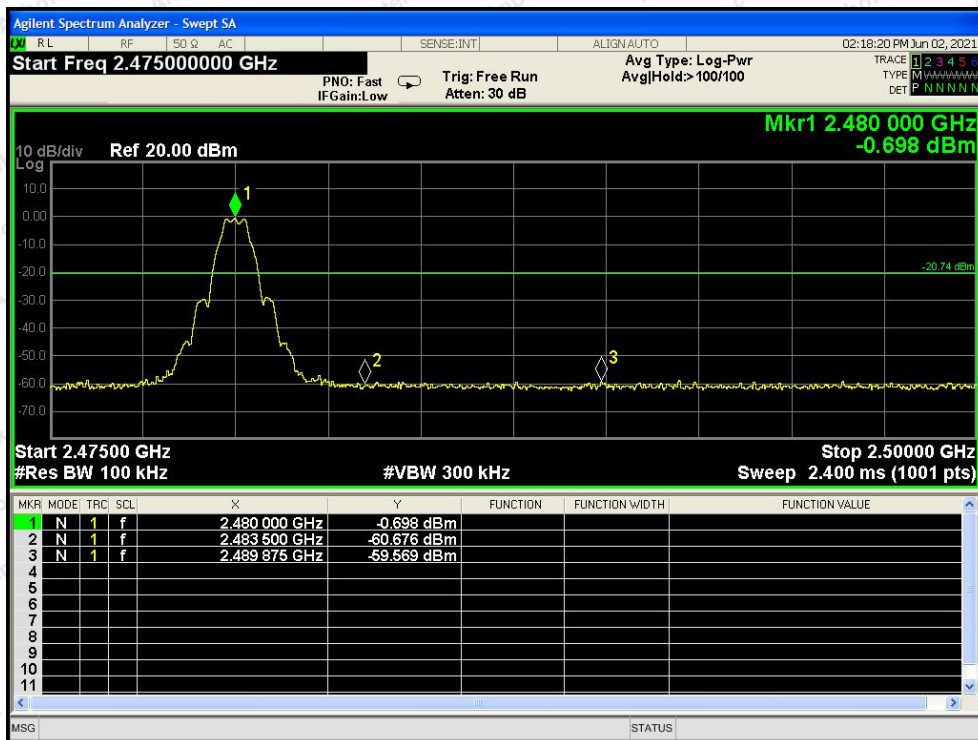 Agilent Spectrum Analyzer - Swept SA
LXI RL RF 50 Ω AC SENSE:INT ALIGNAUTO 02:18:20 PM Jun 02, 2021
Start Freq 2.475000000 GHz
PNO: Fast
IFGain:Low
Trig: Free Run
Atten: 30 dB
Avg Type: Log-Pwr
Avg|Hold:>100/100
TRACE 1 2 3 4 5 6
TYPE MWWWWW
DET P N N N N N
Mkr1 2.480 000 GHz
-0.698 dBm
10 dB/div Ref 20.00 dBm
Log
10.0
1
0.00
-10.0
-20.0
-20.74 dBm
-30.0
-40.0
-50.0
2
3
-60.0
-70.0
Start 2.47500 GHz Stop 2.50000 GHz
#Res BW 100 kHz #VBW 300 kHz Sweep 2.400 ms (1001 pts)
MKR MODE TRC SCL X Y FUNCTION FUNCTION WIDTH FUNCTION VALUE
1 N 1 f 2.480 000 GHz -0.698 dBm
2 N 1 f 2.483 500 GHz -60.676 dBm
3 N 1 f 2.489 875 GHz -59.569 dBm
4
5
6
7
8
9
10
11
MSG STATUS